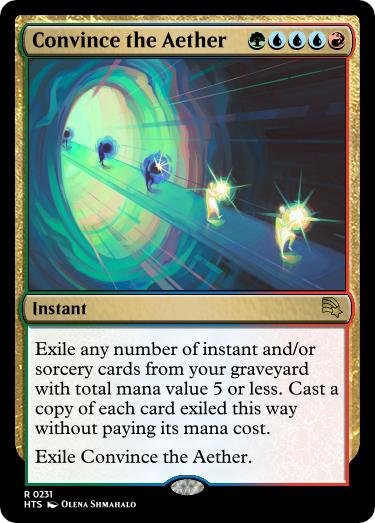 Convince the Aether
Instant
Exile any number of instant and/or
sorcery cards from your graveyard
with total mana value 5 or less. Cast a
copy of each card exiled this way
without paying its mana cost.
Exile Convince the Aether.
R 0231
HTS Olena Shmahalo